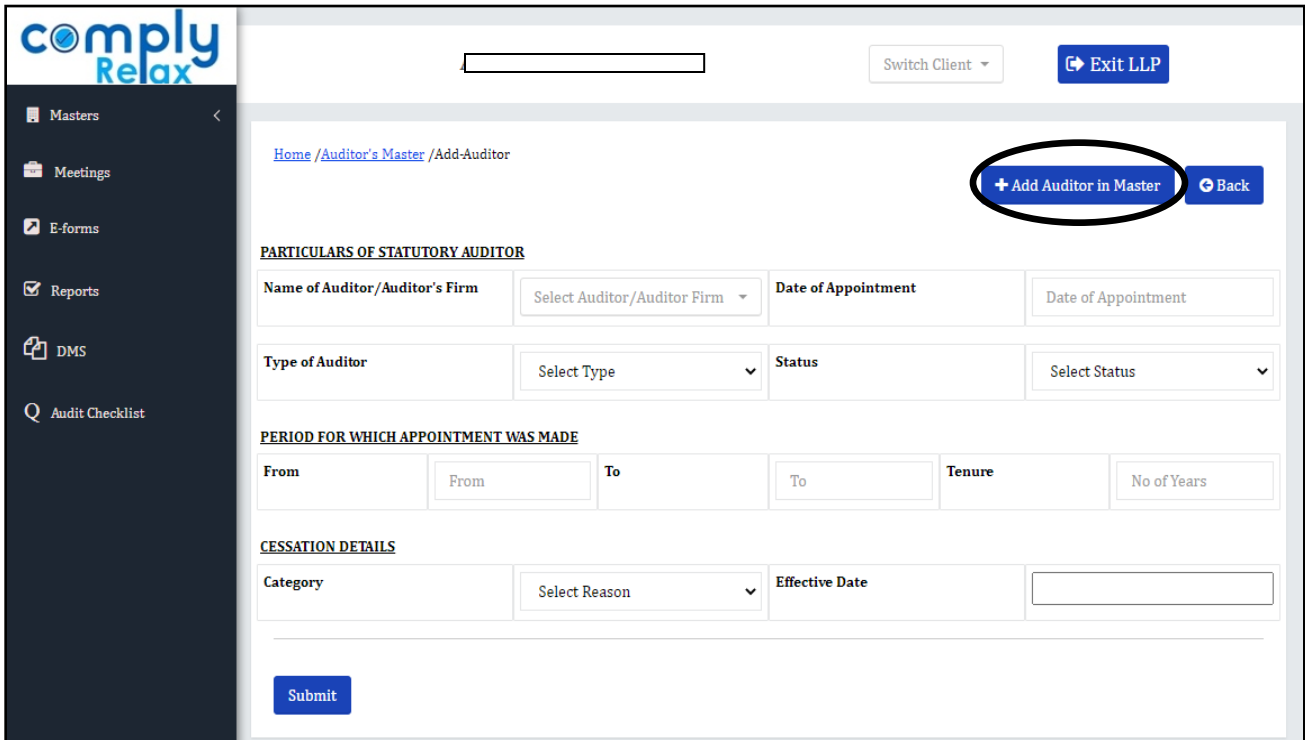 comply
Relax
Switch Client
Exit LLP
Masters
Meetings
E-forms
Reports
DMS
Q Audit Checklist
Home /Auditor's Master /Add-Auditor
+ Add Auditor in Master
Back
PARTICULARS OF STATUTORY AUDITOR
Name of Auditor/Auditor's Firm Select Auditor/Auditor Firm Date of Appointment Date of Appointment
Type of Auditor Select Type Status Select Status
PERIOD FOR WHICH APPOINTMENT WAS MADE
From From To To Tenure No of Years
CESSATION DETAILS
Category Select Reason Effective Date
Submit